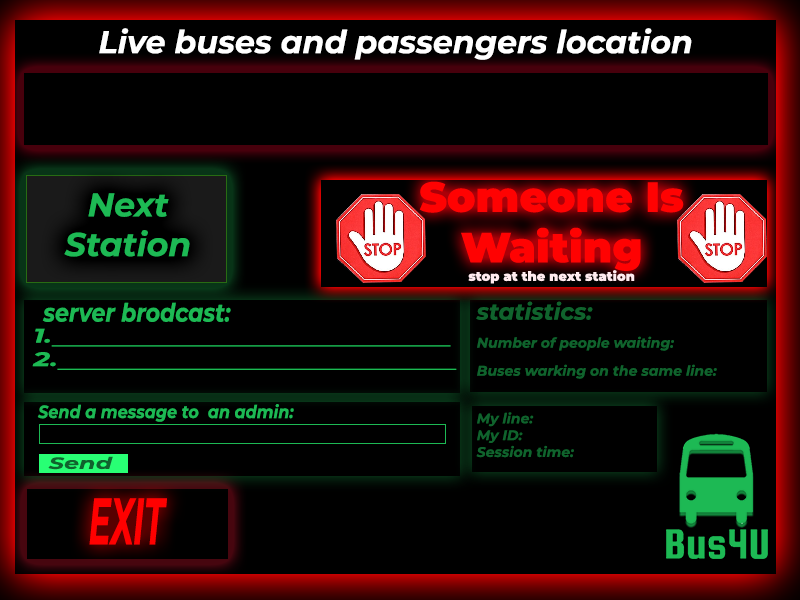 Live buses and passengers location
Next
Station
STOP
Someone Is
Waiting
stop at the next station
STOP
server brodcast:
1.
2.
statistics:
Number of people waiting:
Buses warking on the same line:
Send a message to an admin:
Send
My line:
My ID:
Session time:
EXIT
Bus4U